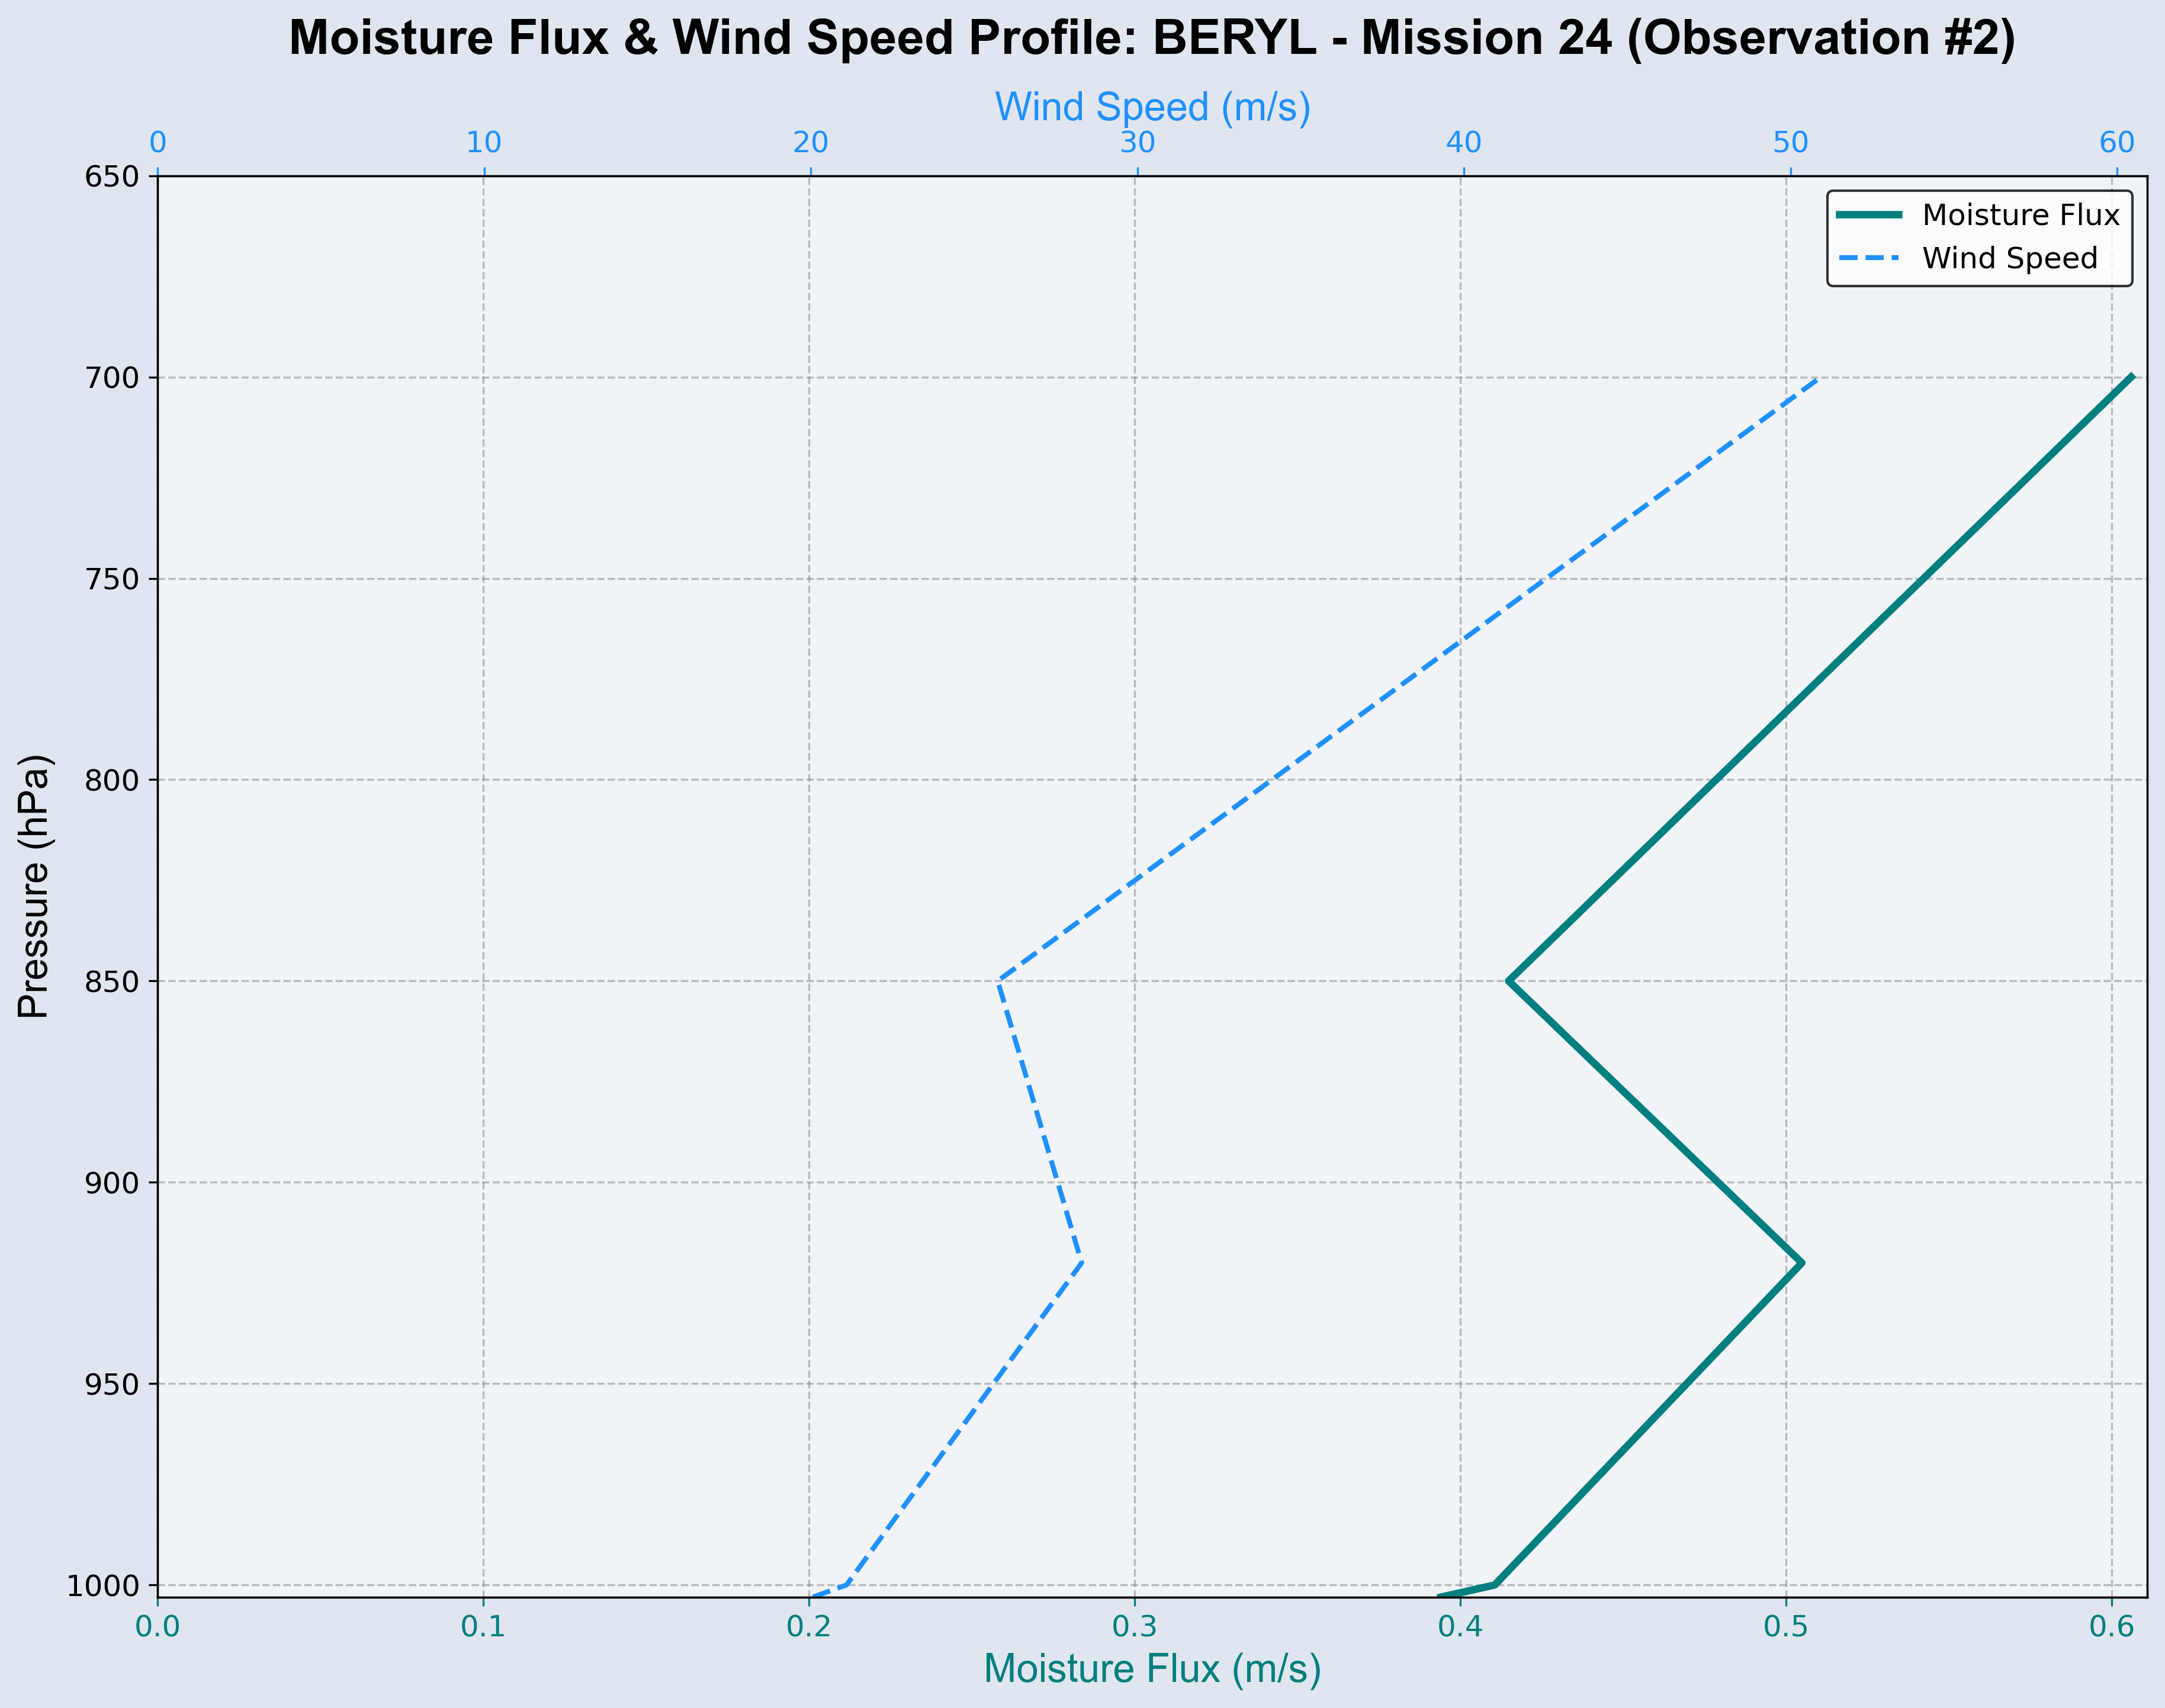 Moisture Flux & Wind Speed Profile: BERYL - Mission 24 (Observation #2)
Wind Speed (m/s)
0 10 20 30 40 50 60
Moisture Flux
Wind Speed
Pressure (hPa)
650
700
750
800
850
900
950
1000
0.0 0.1 0.2 0.3 0.4 0.5 0.6
Moisture Flux (m/s)